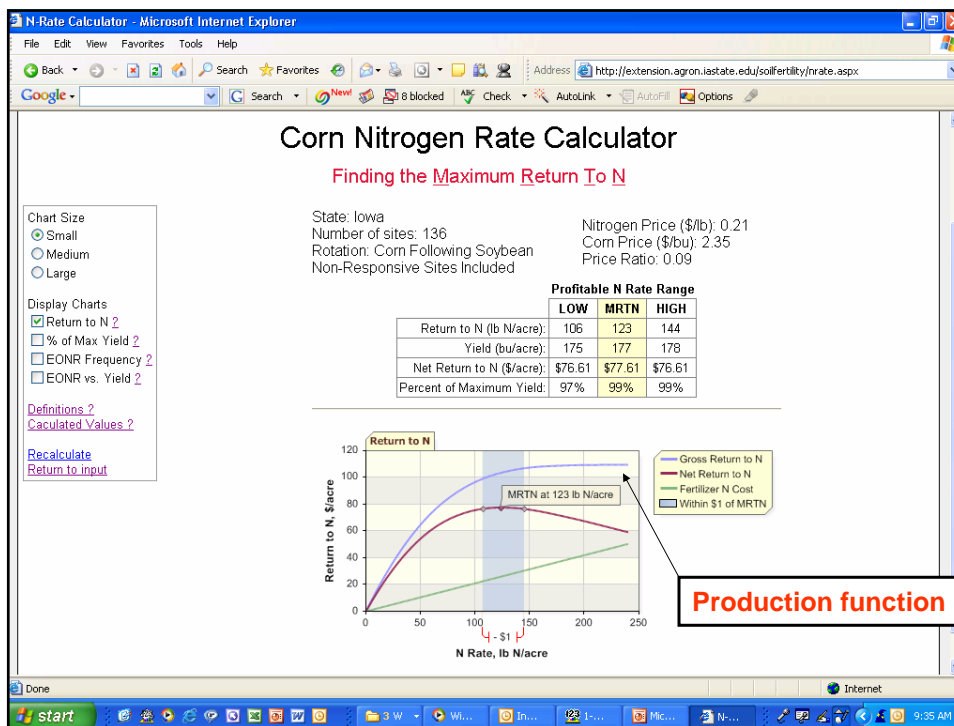 N-Rate Calculator - Microsoft Internet Explorer
File Edit View Favorites Tools Help
Back Search Favorites Address http://extension.agron.iastate.edu/soilfertility/nrate.aspx
Google - G Search New! 8 blocked ABC Check AutoLink AutoFill Options
Corn Nitrogen Rate Calculator
Finding the Maximum Return To N
Chart Size
Small
Medium
Large
Display Charts
Return to N ?
% of Max Yield ?
EONR Frequency ?
EONR vs. Yield ?
Definitions ?
Caculated Values ?
Recalculate
Return to input
State: Iowa
Number of sites: 136
Rotation: Corn Following Soybean
Non-Responsive Sites Included
Nitrogen Price ($/lb): 0.21
Corn Price ($/bu): 2.35
Price Ratio: 0.09
Profitable N Rate Range
LOW MRTN HIGH
Return to N (lb N/acre): 106 123 144
Yield (bu/acre): 175 177 178
Net Return to N ($/acre): $76.61 $77.61 $76.61
Percent of Maximum Yield: 97% 99% 99%
Return to N
Return to N, $/acre
120
100
80
60
40
20
0
MRTN at 123 lb N/acre
0 50 100 150 200 250
- $1
N Rate, lb N/acre
Gross Return to N
Net Return to N
Fertilizer N Cost
Within $1 of MRTN
Production function
Done Internet
start 3 W Wi... In... 1-... Mic... N-... 9:35 AM